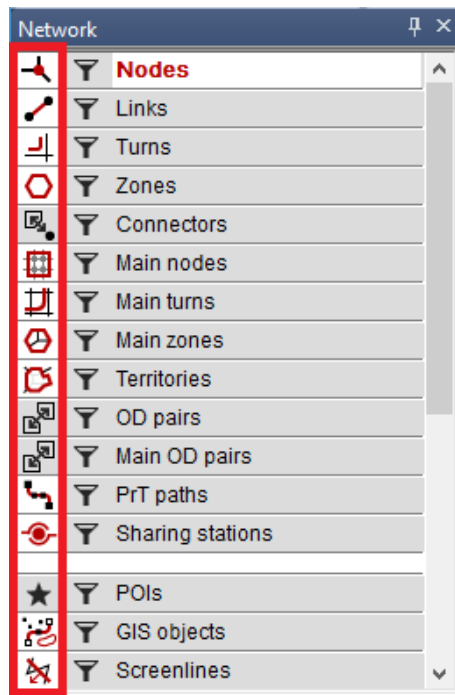 Network
Nodes
Links
Turns
Zones
Connectors
Main nodes
Main turns
Main zones
Territories
OD pairs
Main OD pairs
PrT paths
Sharing stations
POIs
GIS objects
Screenlines